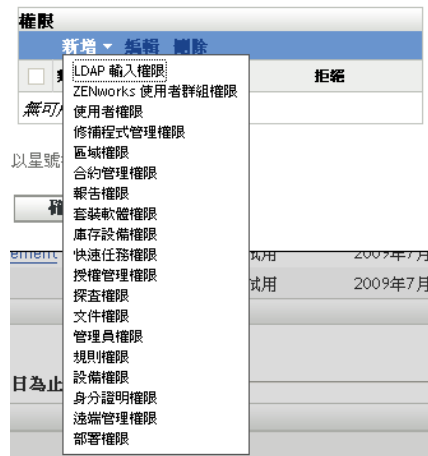 權限
新增 編輯 刪除
拒絕
無可
以星號
LDAP 輸入權限
ZENworks 使用者群組權限
使用者權限
修補程式管理權限
區域權限
合約管理權限
報告權限
套裝軟體權限
庫存設備權限
快速任務權限
授權管理權限
探查權限
文件權限
管理員權限
規則權限
設備權限
身分證明權限
遠端管理權限
部署權限
ement 試用 2009年7月
試用 2009年7月
日為止